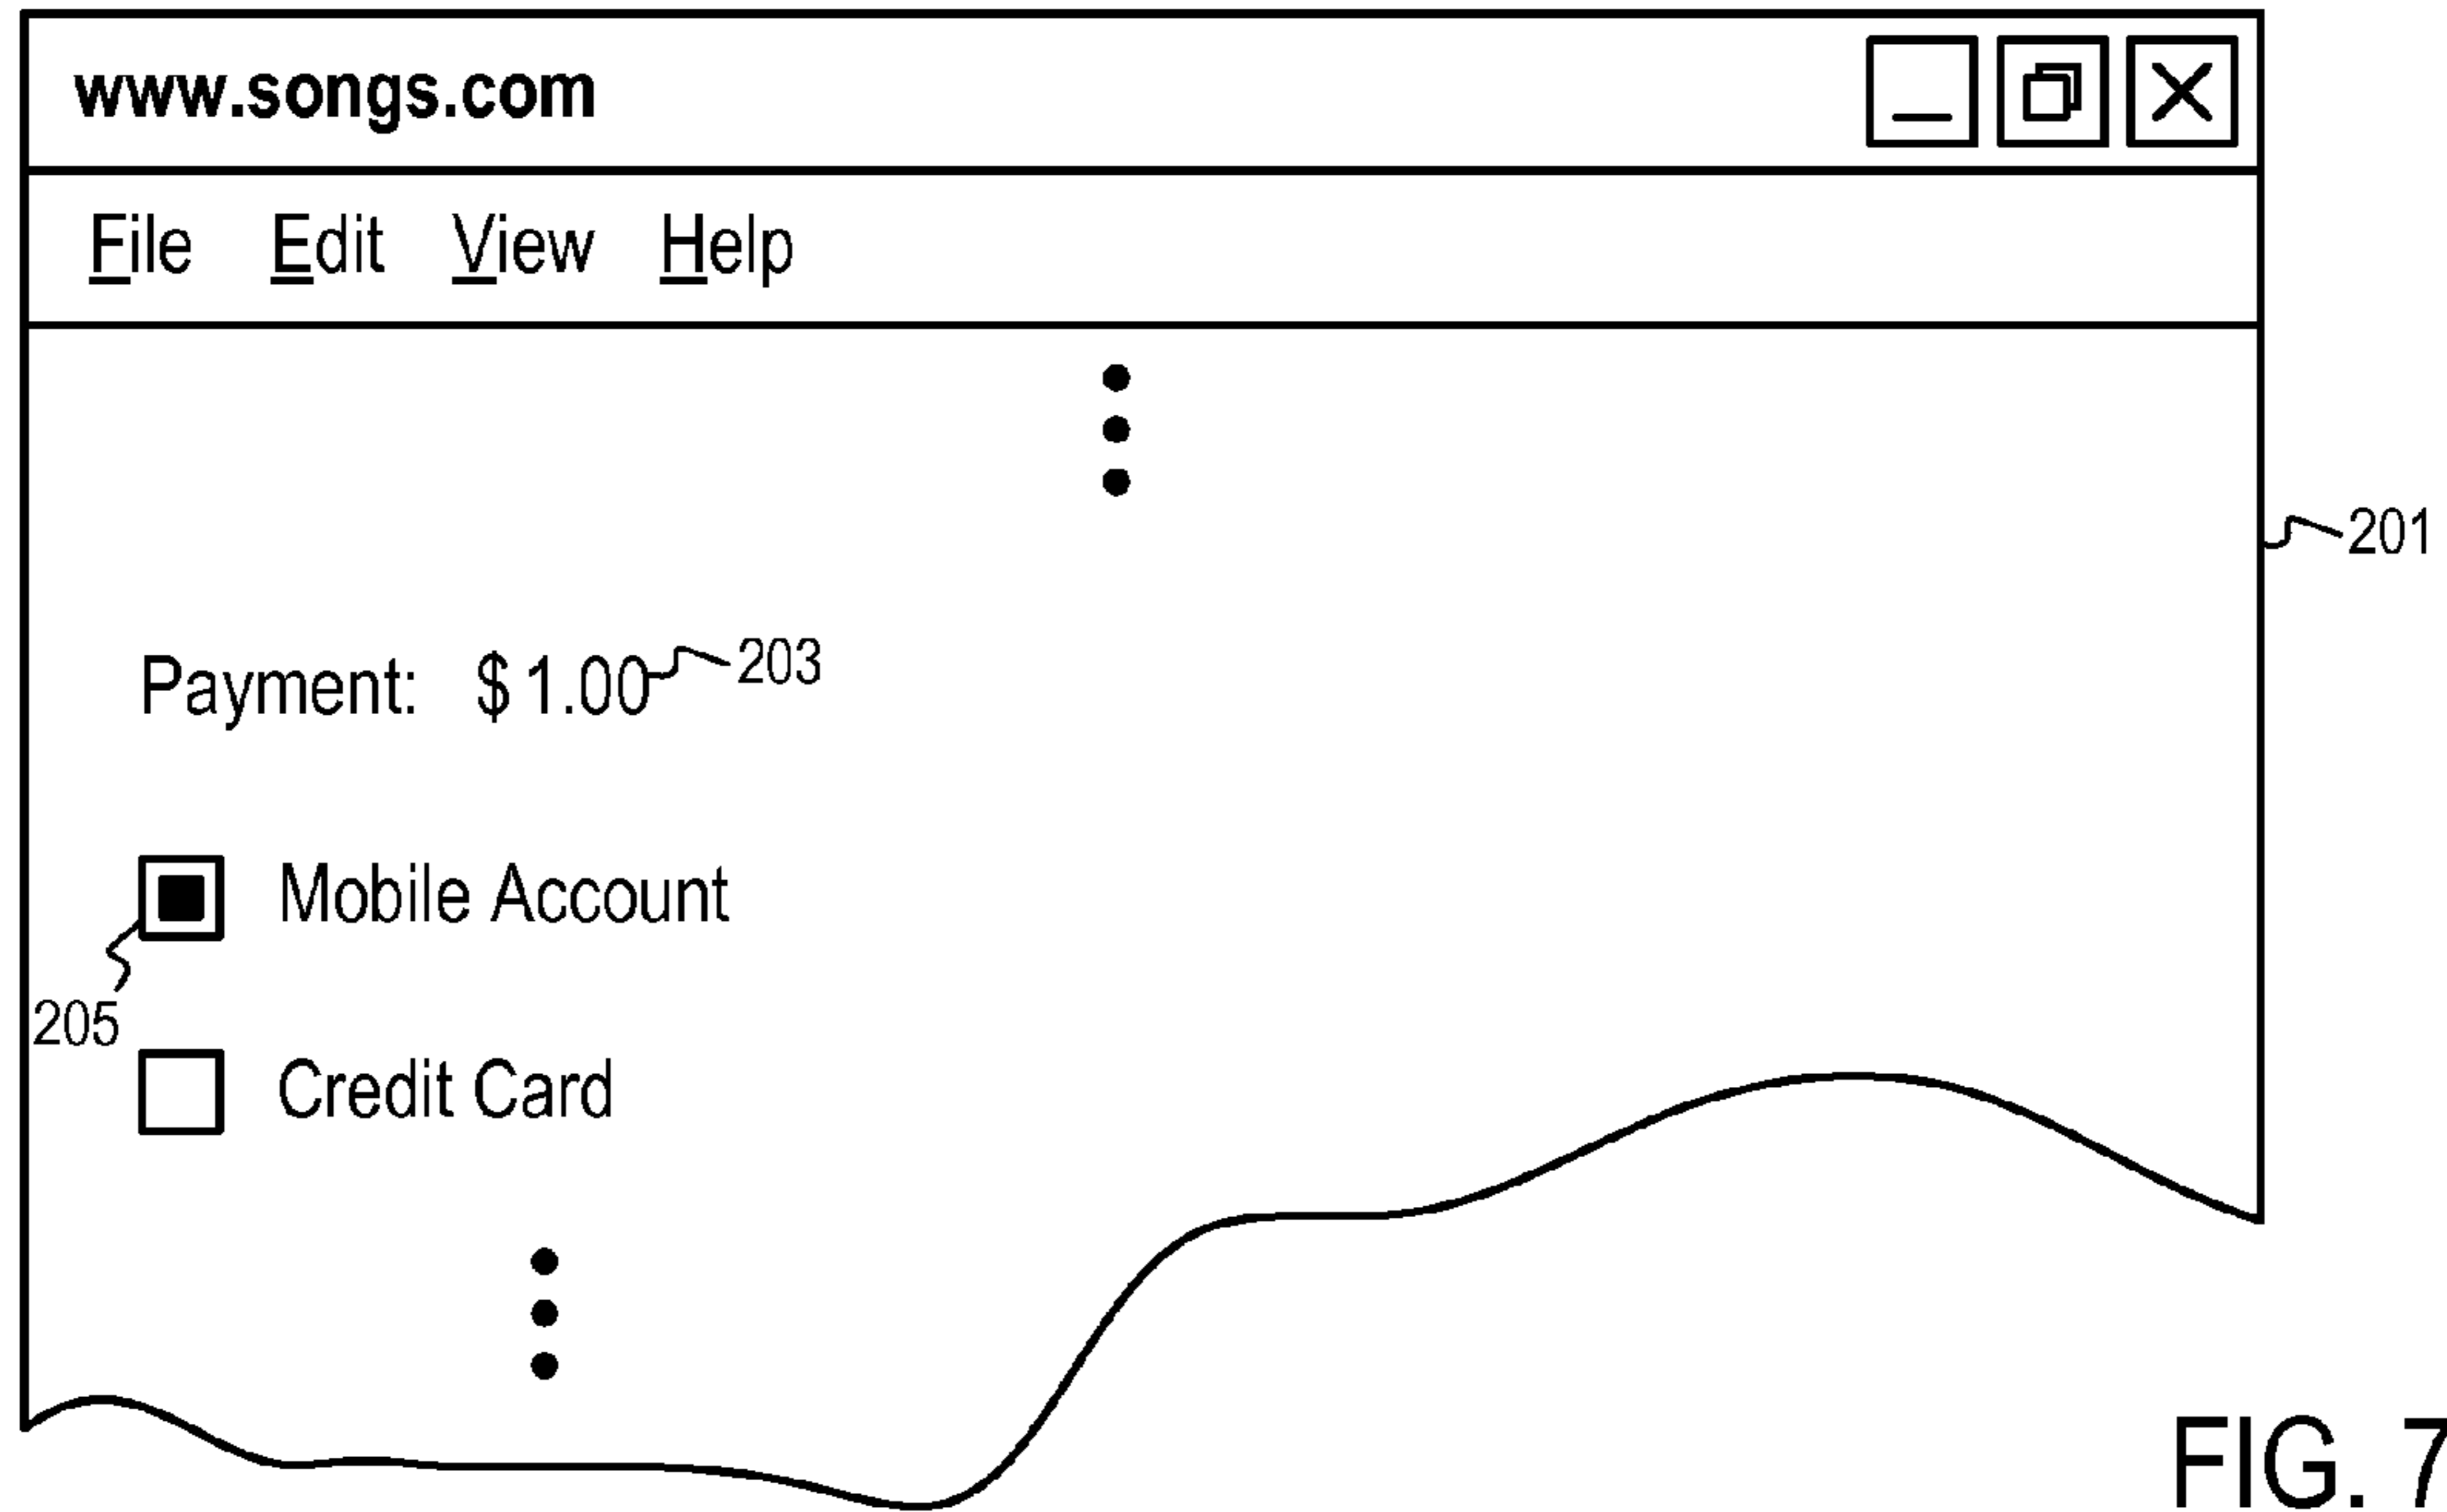 www.songs.com
File Edit View Help
201
Payment: $1.00 203
Mobile Account
205
Credit Card
FIG. 7